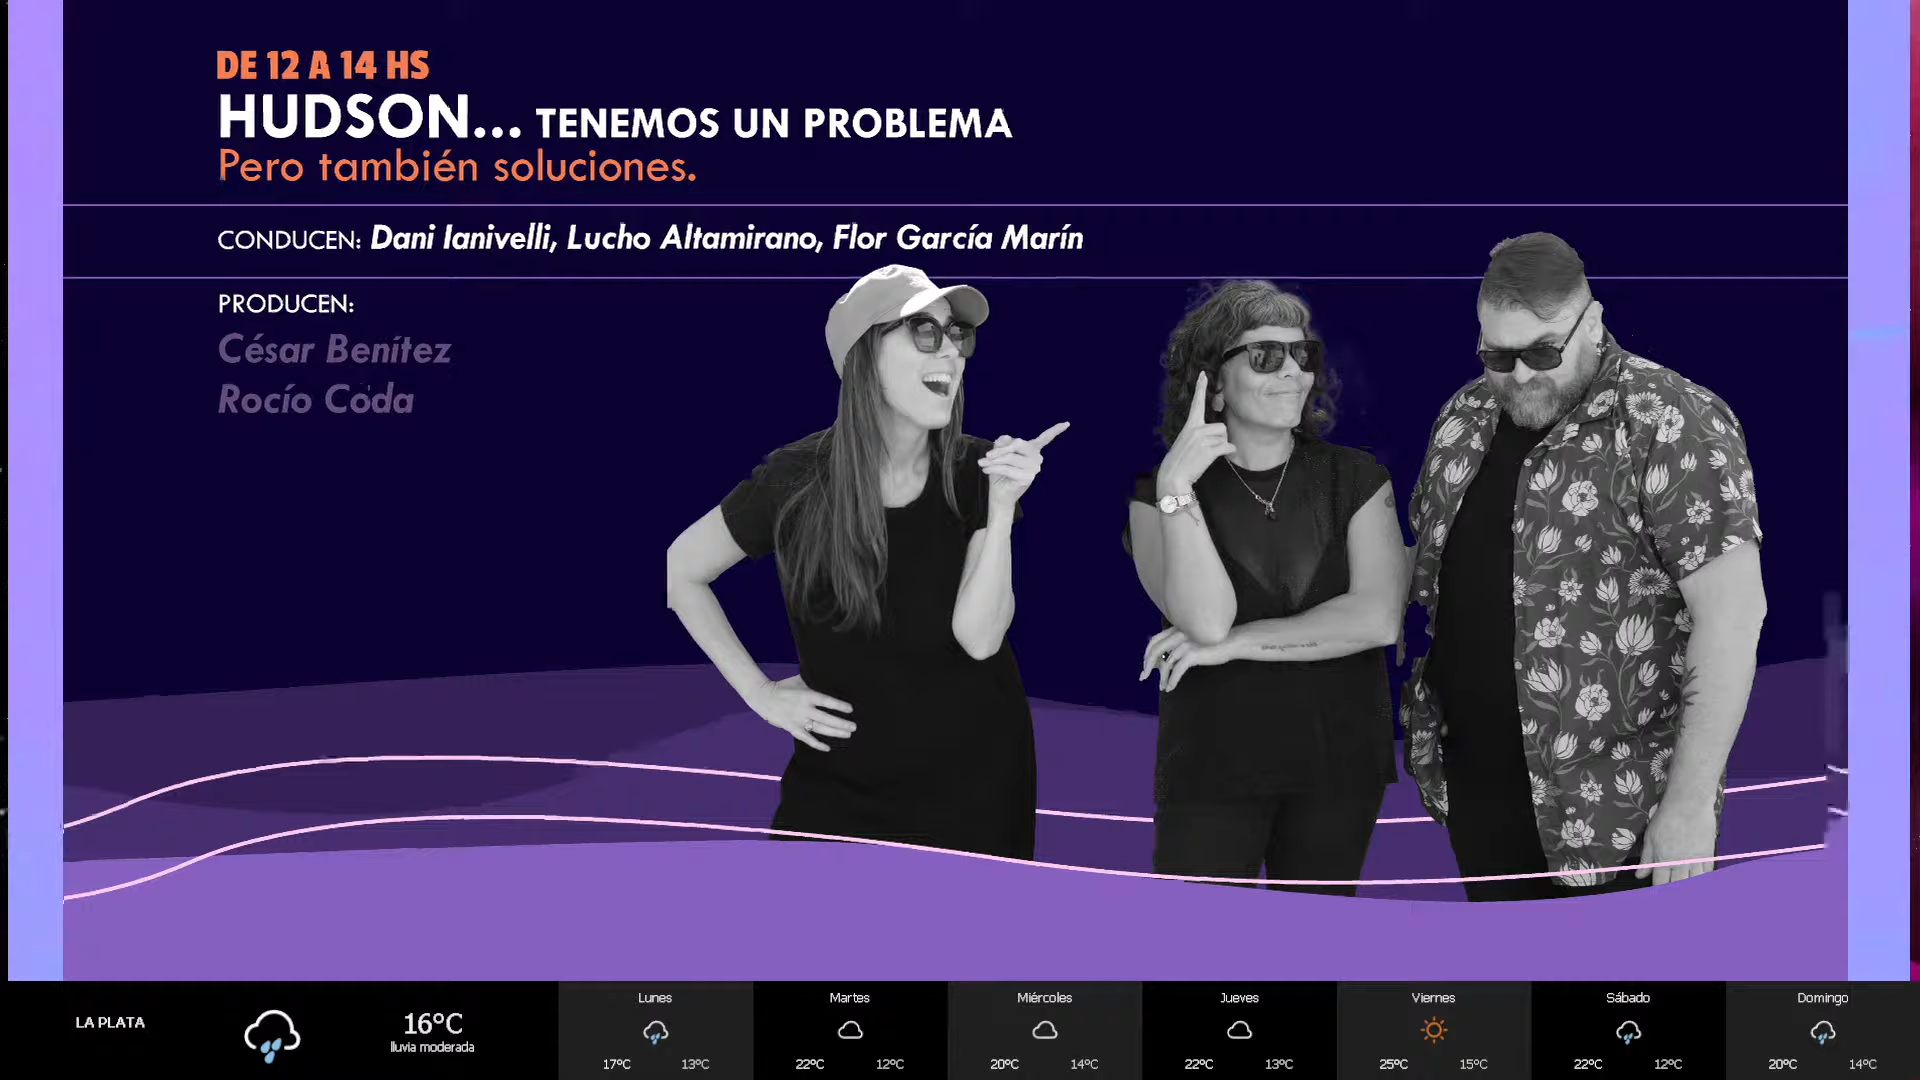 DE 12 A 14 HS
HUDSON... TENEMOS UN PROBLEMA
Pero también soluciones.
CONDUCEN: Dani Ianivelli, Lucho Altamirano, Flor García Marín
PRODUCEN:
César Benítez
Rocío Coda
LA PLATA
16°C
lluvia moderada
Lunes
17°C 13°C
Martes
22°C 12°C
Miércoles
20°C 14°C
Jueves
22°C 13°C
Viernes
25°C 15°C
Sábado
22°C 12°C
Domingo
20°C 14°C